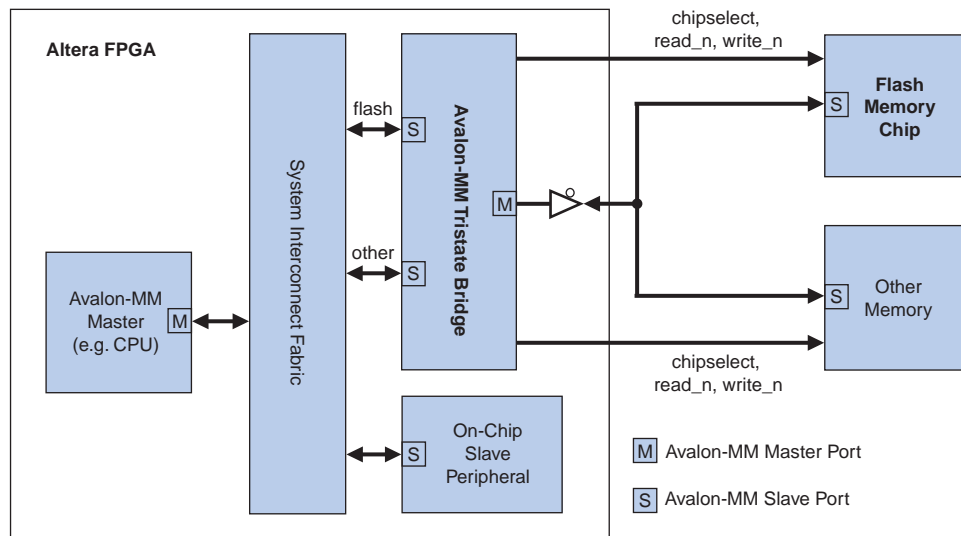 Altera FPGA
chipselect,
read_n, write_n
Flash
Memory
Chip
S
flash
S
Avalon-MM Tristate Bridge
M
System Interconnect Fabric
other
S
Avalon-MM
Master
(e.g. CPU)
M
Other
Memory
S
chipselect,
read_n, write_n
On-Chip
Slave
Peripheral
S
M Avalon-MM Master Port
S Avalon-MM Slave Port